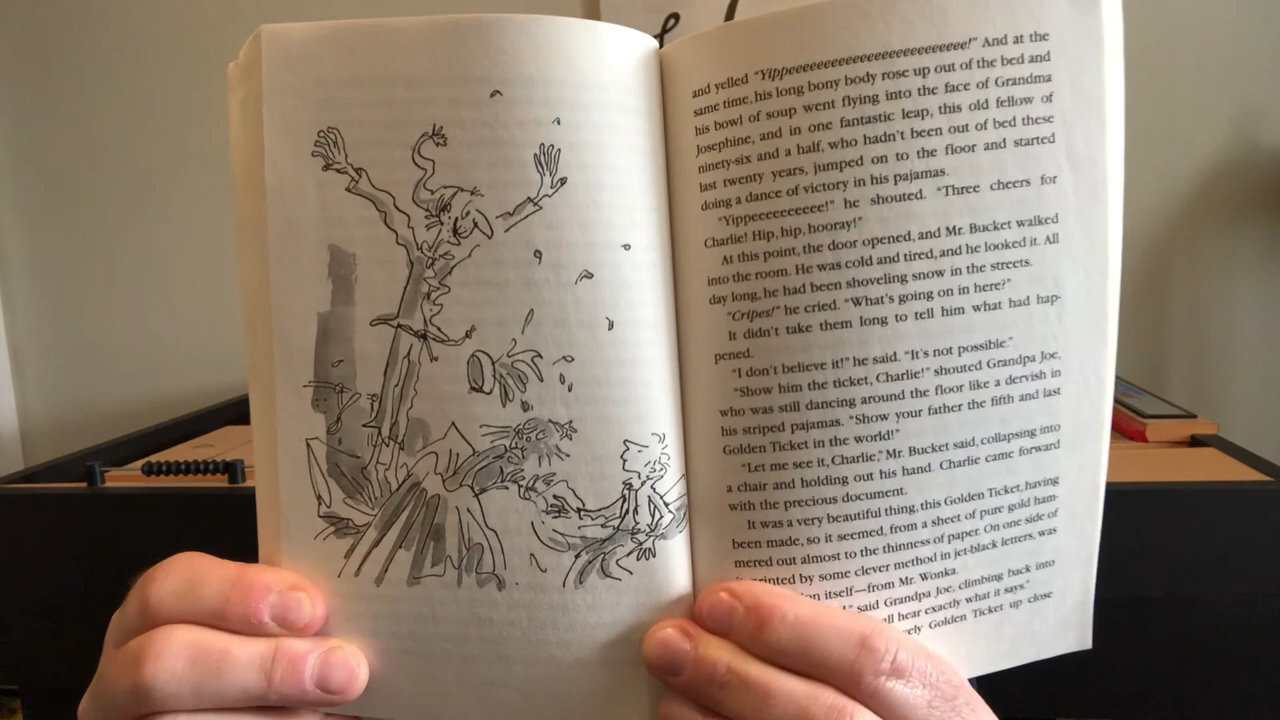 and yelled "Yippeeeeeeeeeeeeeeeeeeeeeeeeee!" And at the
same time, his long bony body rose up out of the bed and
his bowl of soup went flying into the face of Grandma
Josephine, and in one fantastic leap, this old fellow of
ninety-six and a half, who hadn't been out of bed these
last twenty years, jumped on to the floor and started
doing a dance of victory in his pajamas.
"Yippeeeeeeeeee!" he shouted. "Three cheers for
Charlie! Hip, hip, hooray!"
At this point, the door opened, and Mr. Bucket walked
into the room. He was cold and tired, and he looked it. All
day long, he had been shoveling snow in the streets.
"Cripes!" he cried. "What's going on in here?"
It didn't take them long to tell him what had hap-
pened.
"I don't believe it!" he said. "It's not possible."
"Show him the ticket, Charlie!" shouted Grandpa Joe,
who was still dancing around the floor like a dervish in
his striped pajamas. "Show your father the fifth and last
Golden Ticket in the world!"
"Let me see it, Charlie," Mr. Bucket said, collapsing into
a chair and holding out his hand. Charlie came forward
with the precious document.
It was a very beautiful thing, this Golden Ticket, having
been made, so it seemed, from a sheet of pure gold ham-
mered out almost to the thinness of paper. On one side of
printed by some clever method in jet-black letters, was
itself—from Mr. Wonka.
said Grandpa Joe, climbing back into
hear exactly what it says."
Golden Ticket up close